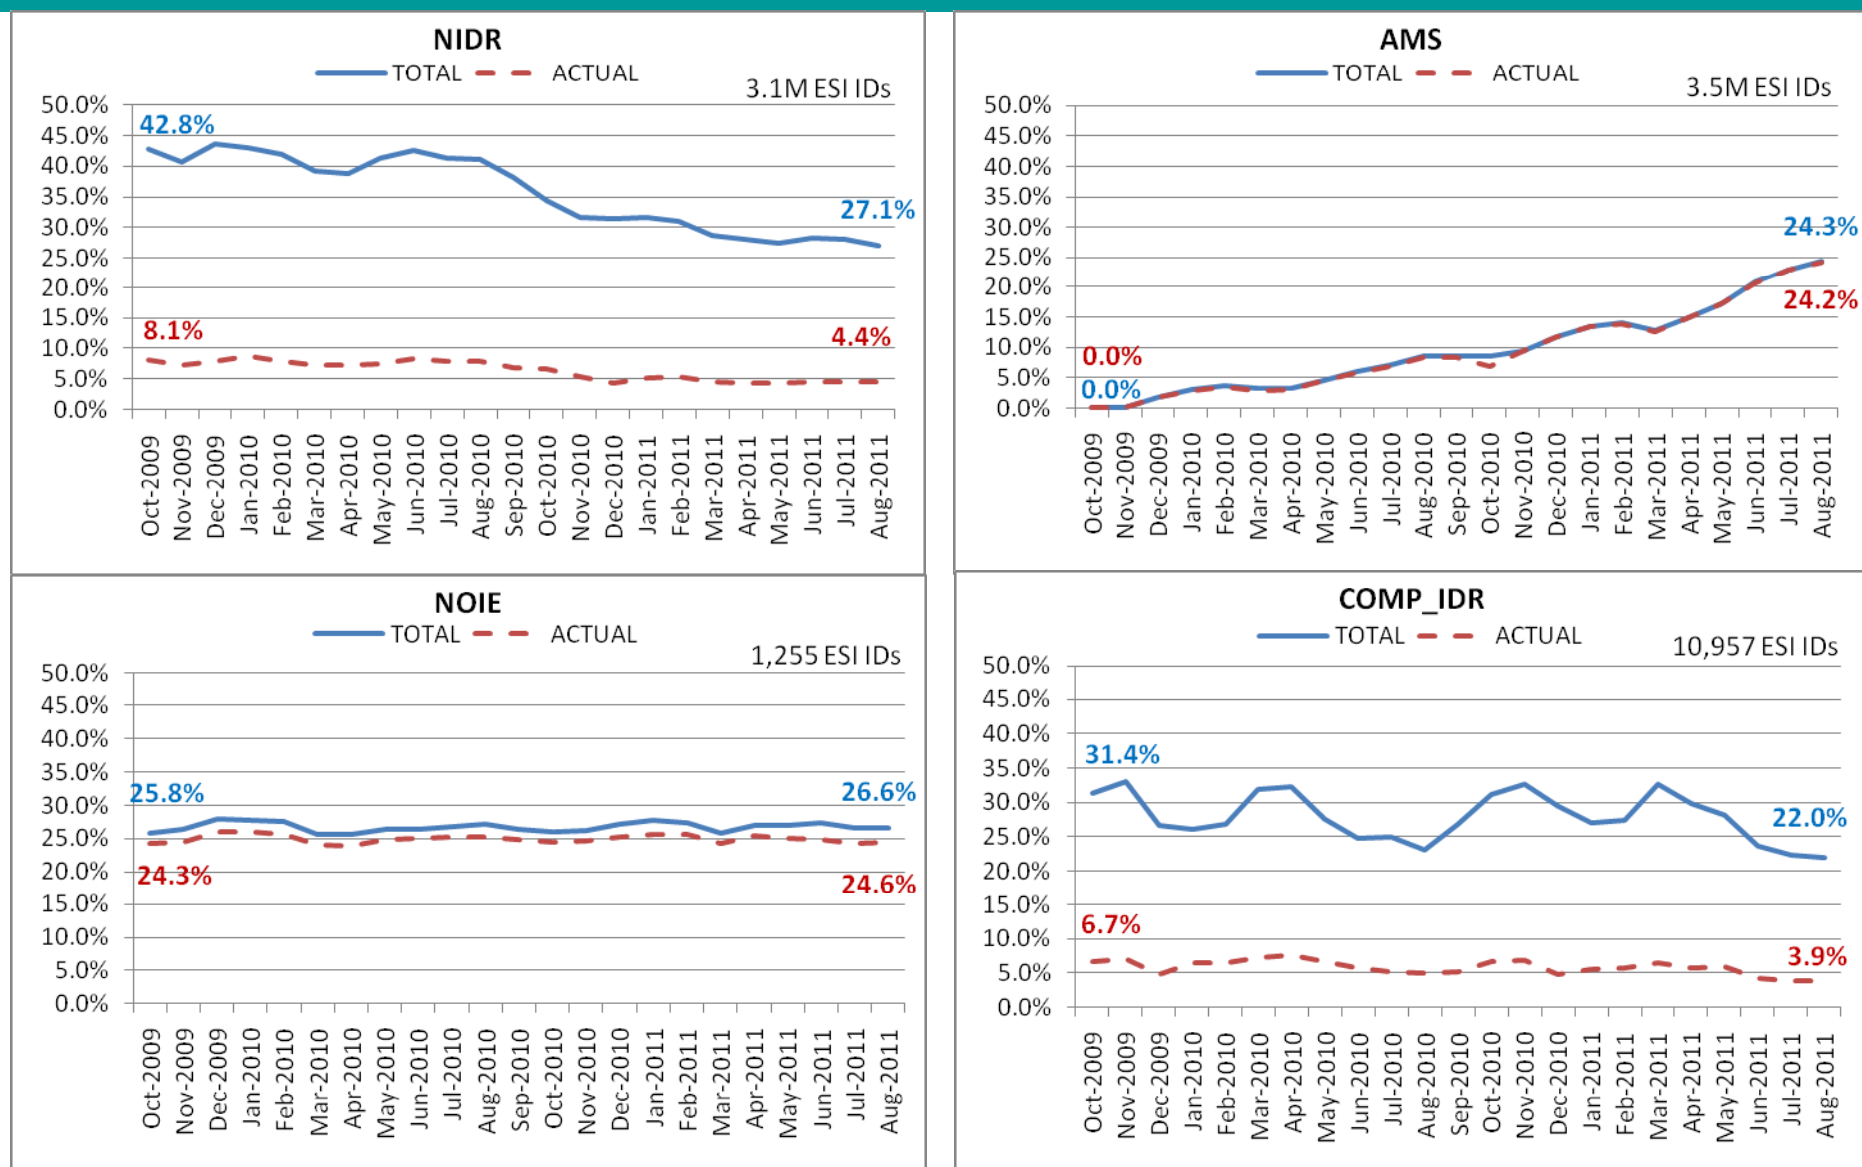 NIDR
TOTAL ACTUAL
3.1M ESI IDs
50.0%
45.0%
40.0%
35.0%
30.0%
25.0%
20.0%
15.0%
10.0%
5.0%
0.0%
42.8%
27.1%
8.1%
4.4%
Oct-2009
Nov-2009
Dec-2009
Jan-2010
Feb-2010
Mar-2010
Apr-2010
May-2010
Jun-2010
Jul-2010
Aug-2010
Sep-2010
Oct-2010
Nov-2010
Dec-2010
Jan-2011
Feb-2011
Mar-2011
Apr-2011
May-2011
Jun-2011
Jul-2011
Aug-2011
AMS
TOTAL ACTUAL
3.5M ESI IDs
50.0%
45.0%
40.0%
35.0%
30.0%
25.0%
20.0%
15.0%
10.0%
5.0%
0.0%
24.3%
24.2%
0.0%
0.0%
Oct-2009
Nov-2009
Dec-2009
Jan-2010
Feb-2010
Mar-2010
Apr-2010
May-2010
Jun-2010
Jul-2010
Aug-2010
Sep-2010
Oct-2010
Nov-2010
Dec-2010
Jan-2011
Feb-2011
Mar-2011
Apr-2011
May-2011
Jun-2011
Jul-2011
Aug-2011
NOIE
TOTAL ACTUAL
1,255 ESI IDs
50.0%
45.0%
40.0%
35.0%
30.0%
25.0%
20.0%
15.0%
10.0%
5.0%
0.0%
25.8%
26.6%
24.3%
24.6%
Oct-2009
Nov-2009
Dec-2009
Jan-2010
Feb-2010
Mar-2010
Apr-2010
May-2010
Jun-2010
Jul-2010
Aug-2010
Sep-2010
Oct-2010
Nov-2010
Dec-2010
Jan-2011
Feb-2011
Mar-2011
Apr-2011
May-2011
Jun-2011
Jul-2011
Aug-2011
COMP_IDR
TOTAL ACTUAL
10,957 ESI IDs
50.0%
45.0%
40.0%
35.0%
30.0%
25.0%
20.0%
15.0%
10.0%
5.0%
0.0%
31.4%
22.0%
6.7%
3.9%
Oct-2009
Nov-2009
Dec-2009
Jan-2010
Feb-2010
Mar-2010
Apr-2010
May-2010
Jun-2010
Jul-2010
Aug-2010
Sep-2010
Oct-2010
Nov-2010
Dec-2010
Jan-2011
Feb-2011
Mar-2011
Apr-2011
May-2011
Jun-2011
Jul-2011
Aug-2011